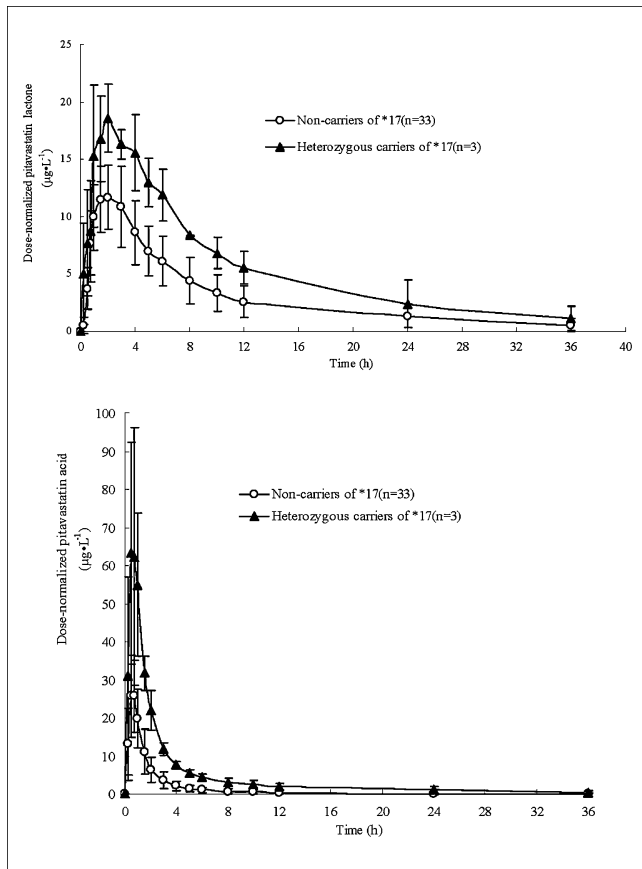 25
20
15
10
5
0
Dose-normalized pitavastatin lactone
(µg•L⁻¹)
Non-carriers of *17(n=33)
Heterozygous carriers of *17(n=3)
0 4 8 12 16 20 24 28 32 36 40
Time (h)
100
90
80
70
60
50
40
30
20
10
0
Dose-normalized pitavastatin acid
(µg•L⁻¹)
Non-carriers of *17(n=33)
Heterozygous carriers of *17(n=3)
0 4 8 12 16 20 24 28 32 36
Time (h)